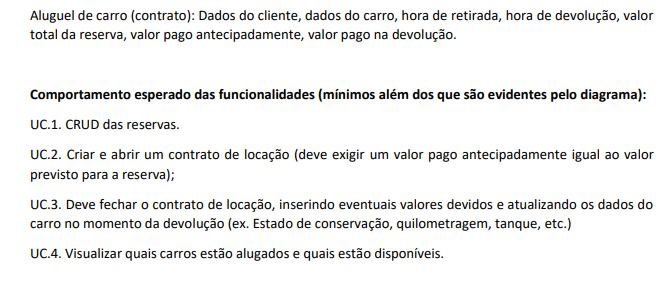 Aluguel de carro (contrato): Dados do cliente, dados do carro, hora de retirada, hora de devolução, valor
total da reserva, valor pago antecipadamente, valor pago na devolução.
Comportamento esperado das funcionalidades (mínimos além dos que são evidentes pelo diagrama):
UC.1. CRUD das reservas.
UC.2. Criar e abrir um contrato de locação (deve exigir um valor pago antecipadamente igual ao valor
previsto para a reserva);
UC.3. Deve fechar o contrato de locação, inserindo eventuais valores devidos e atualizando os dados do
carro no momento da devolução (ex. Estado de conservação, quilometragem, tanque, etc.)
UC.4. Visualizar quais carros estão alugados e quais estão disponíveis.